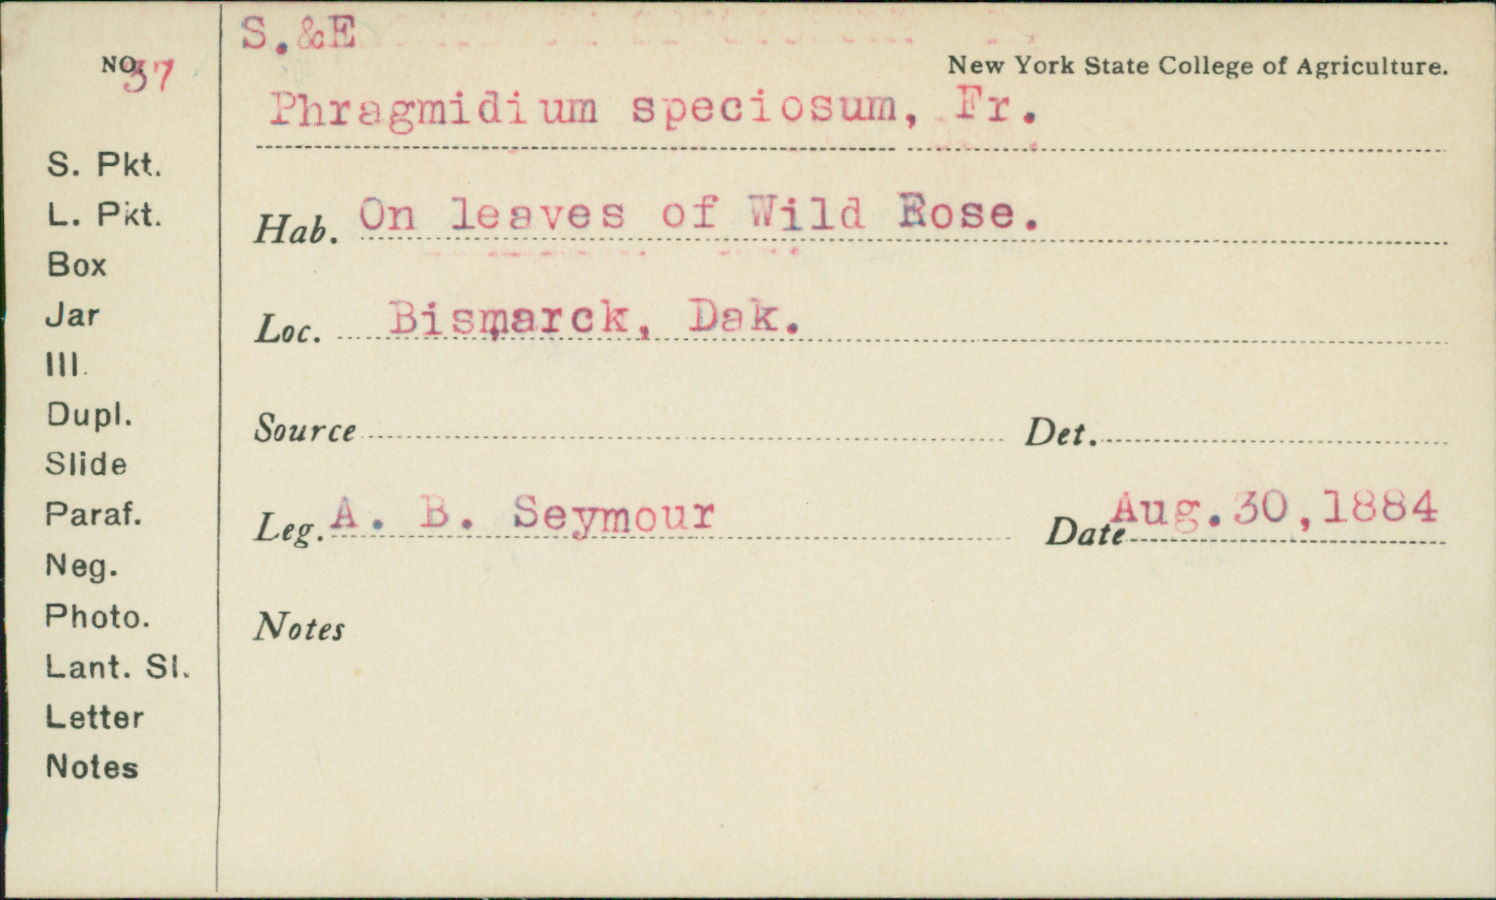 S.&E
NO. 37
New York State College of Agriculture.
Phragmidium speciosum, Fr.
Hab. On leaves of Wild Rose.
Loc. Bismarck, Dak.
Source Det.
Leg. A. B. Seymour Date Aug.30,1884
Notes
S. Pkt.
L. Pkt.
Box
Jar
Ill.
Dupl.
Slide
Paraf.
Neg.
Photo.
Lant. Sl.
Letter
Notes